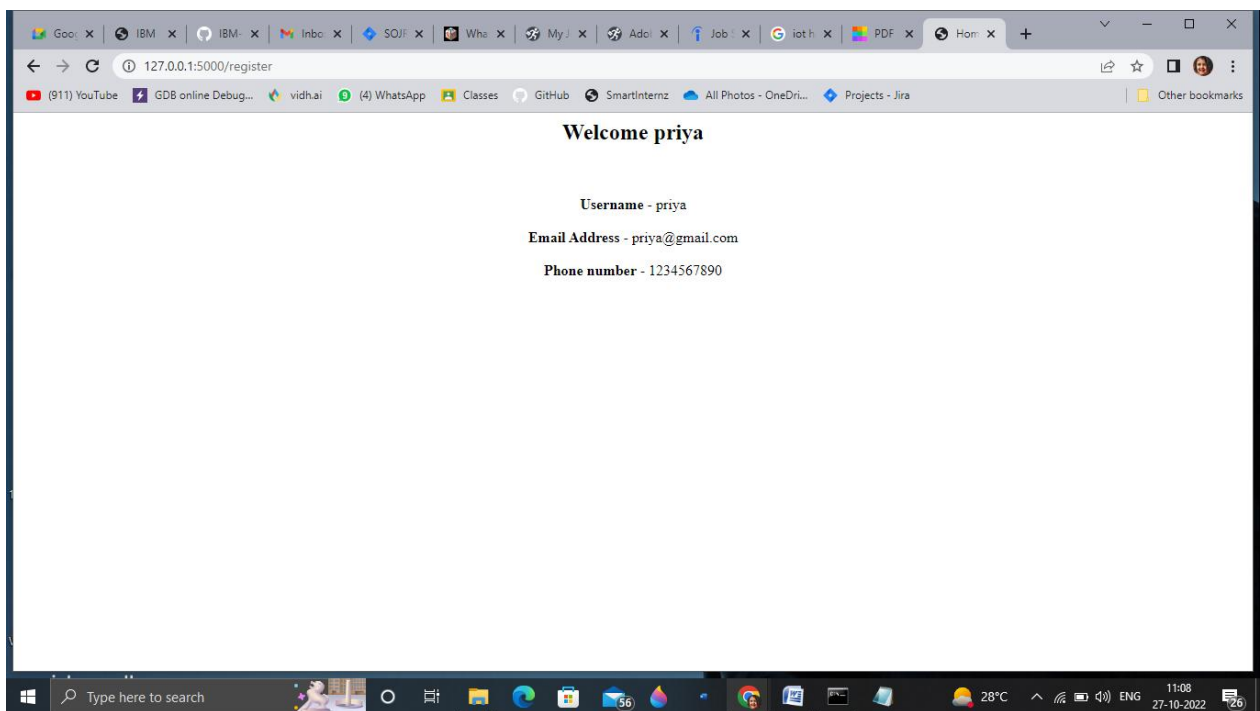 Goo IBM IBM- Inbo SOJF Wha My J Adol Job PDF iot h Hom
127.0.0.1:5000/register
(911) YouTube GDB online Debug... vidh.ai (4) WhatsApp Classes GitHub SmartInternz All Photos - OneDri... Projects - Jira Other bookmarks
Welcome priya
Username - priya
Email Address - priya@gmail.com
Phone number - 1234567890
Type here to search 56 28°C ENG 11:08
27-10-2022 26